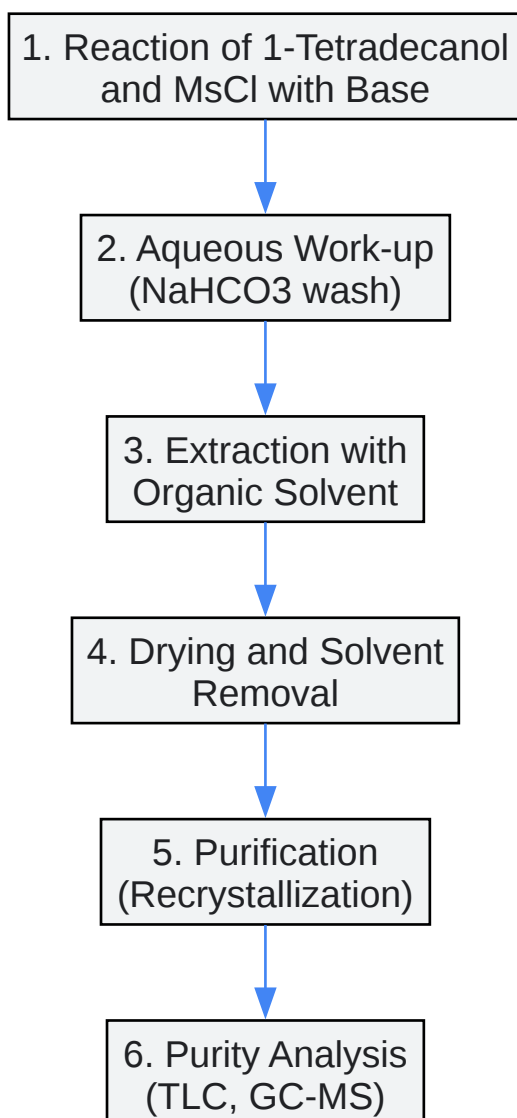 1. Reaction of 1-Tetradecanol
and MsCl with Base
2. Aqueous Work-up
(NaHCO3 wash)
3. Extraction with
Organic Solvent
4. Drying and Solvent
Removal
5. Purification
(Recrystallization)
6. Purity Analysis
(TLC, GC-MS)